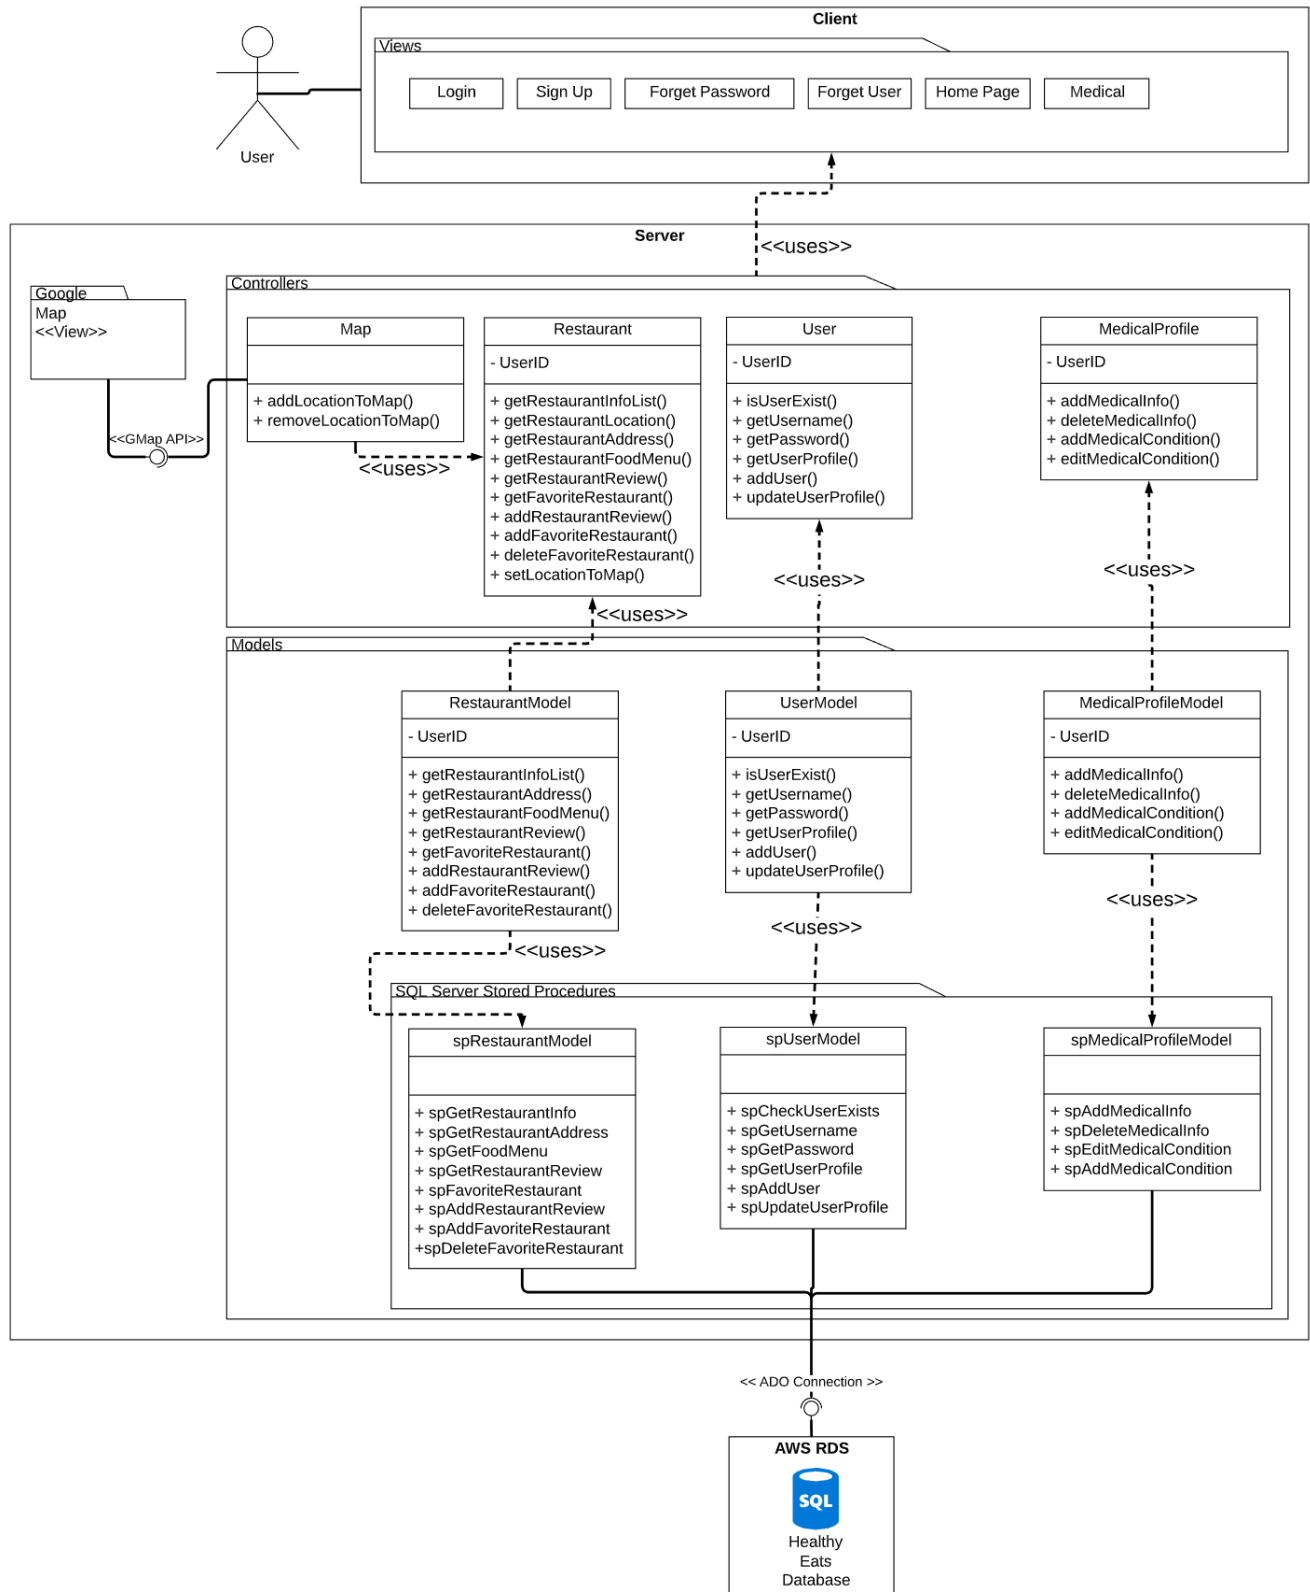 Client
Views
Login
Sign Up
Forget Password
Forget User
Home Page
Medical
User
<<uses>>
Server
Google
Map
<<View>>
<<GMap API>>
Controllers
Map
+ addLocationToMap()
+ removeLocationToMap()
<<uses>>
Restaurant
- UserID
+ getRestaurantInfoList()
+ getRestaurantLocation()
+ getRestaurantAddress()
+ getRestaurantFoodMenu()
+ getRestaurantReview()
+ getFavoriteRestaurant()
+ addRestaurantReview()
+ addFavoriteRestaurant()
+ deleteFavoriteRestaurant()
+ setLocationToMap()
<<uses>>
User
- UserID
+ isUserExist()
+ getUsername()
+ getPassword()
+ getUserProfile()
+ addUser()
+ updateUserProfile()
<<uses>>
MedicalProfile
- UserID
+ addMedicalInfo()
+ deleteMedicalInfo()
+ addMedicalCondition()
+ editMedicalCondition()
<<uses>>
Models
RestaurantModel
- UserID
+ getRestaurantInfoList()
+ getRestaurantAddress()
+ getRestaurantFoodMenu()
+ getRestaurantReview()
+ getFavoriteRestaurant()
+ addRestaurantReview()
+ addFavoriteRestaurant()
+ deleteFavoriteRestaurant()
<<uses>>
UserModel
- UserID
+ isUserExist()
+ getUsername()
+ getPassword()
+ getUserProfile()
+ addUser()
+ updateUserProfile()
<<uses>>
MedicalProfileModel
- UserID
+ addMedicalInfo()
+ deleteMedicalInfo()
+ addMedicalCondition()
+ editMedicalCondition()
<<uses>>
SQL Server Stored Procedures
spRestaurantModel
+ spGetRestaurantInfo
+ spGetRestaurantAddress
+ spGetFoodMenu
+ spGetRestaurantReview
+ spFavoriteRestaurant
+ spAddRestaurantReview
+ spAddFavoriteRestaurant
+spDeleteFavoriteRestaurant
spUserModel
+ spCheckUserExists
+ spGetUsername
+ spGetPassword
+ spGetUserProfile
+ spAddUser
+ spUpdateUserProfile
spMedicalProfileModel
+ spAddMedicalInfo
+ spDeleteMedicalInfo
+ spEditMedicalCondition
+ spAddMedicalCondition
<< ADO Connection >>
AWS RDS
SQL
Healthy
Eats
Database